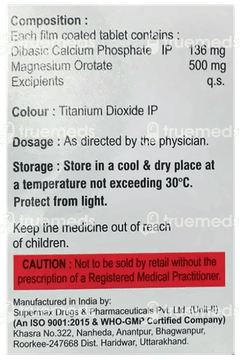 Composition :
Each film coated tablet contains :
Dibasic Calcium Phosphate IP 136 mg
Magnesium Orotate 500 mg
Excipients q.s.
Colour : Titanium Dioxide IP
Dosage : As directed by the physician.
Storage : Store in a cool & dry place at
a temperature not exceeding 30°C.
Protect from light.
Keep the medicine out of reach
of children.
CAUTION : Not to be sold by retail without the
prescription of a Registered Medical Practitioner.
Manufactured in India by:
Supermax Drugs & Pharmaceuticals Pvt. Ltd. (Unit-II)
(An ISO 9001:2015 & WHO-GMP Certified Company)
Khasra No.322, Nanheda, Anantpur, Bhagwanpur,
Roorkee-247668 Dist. Haridwar, Uttarakhand.
truemeds
truemeds
truemeds
truemeds